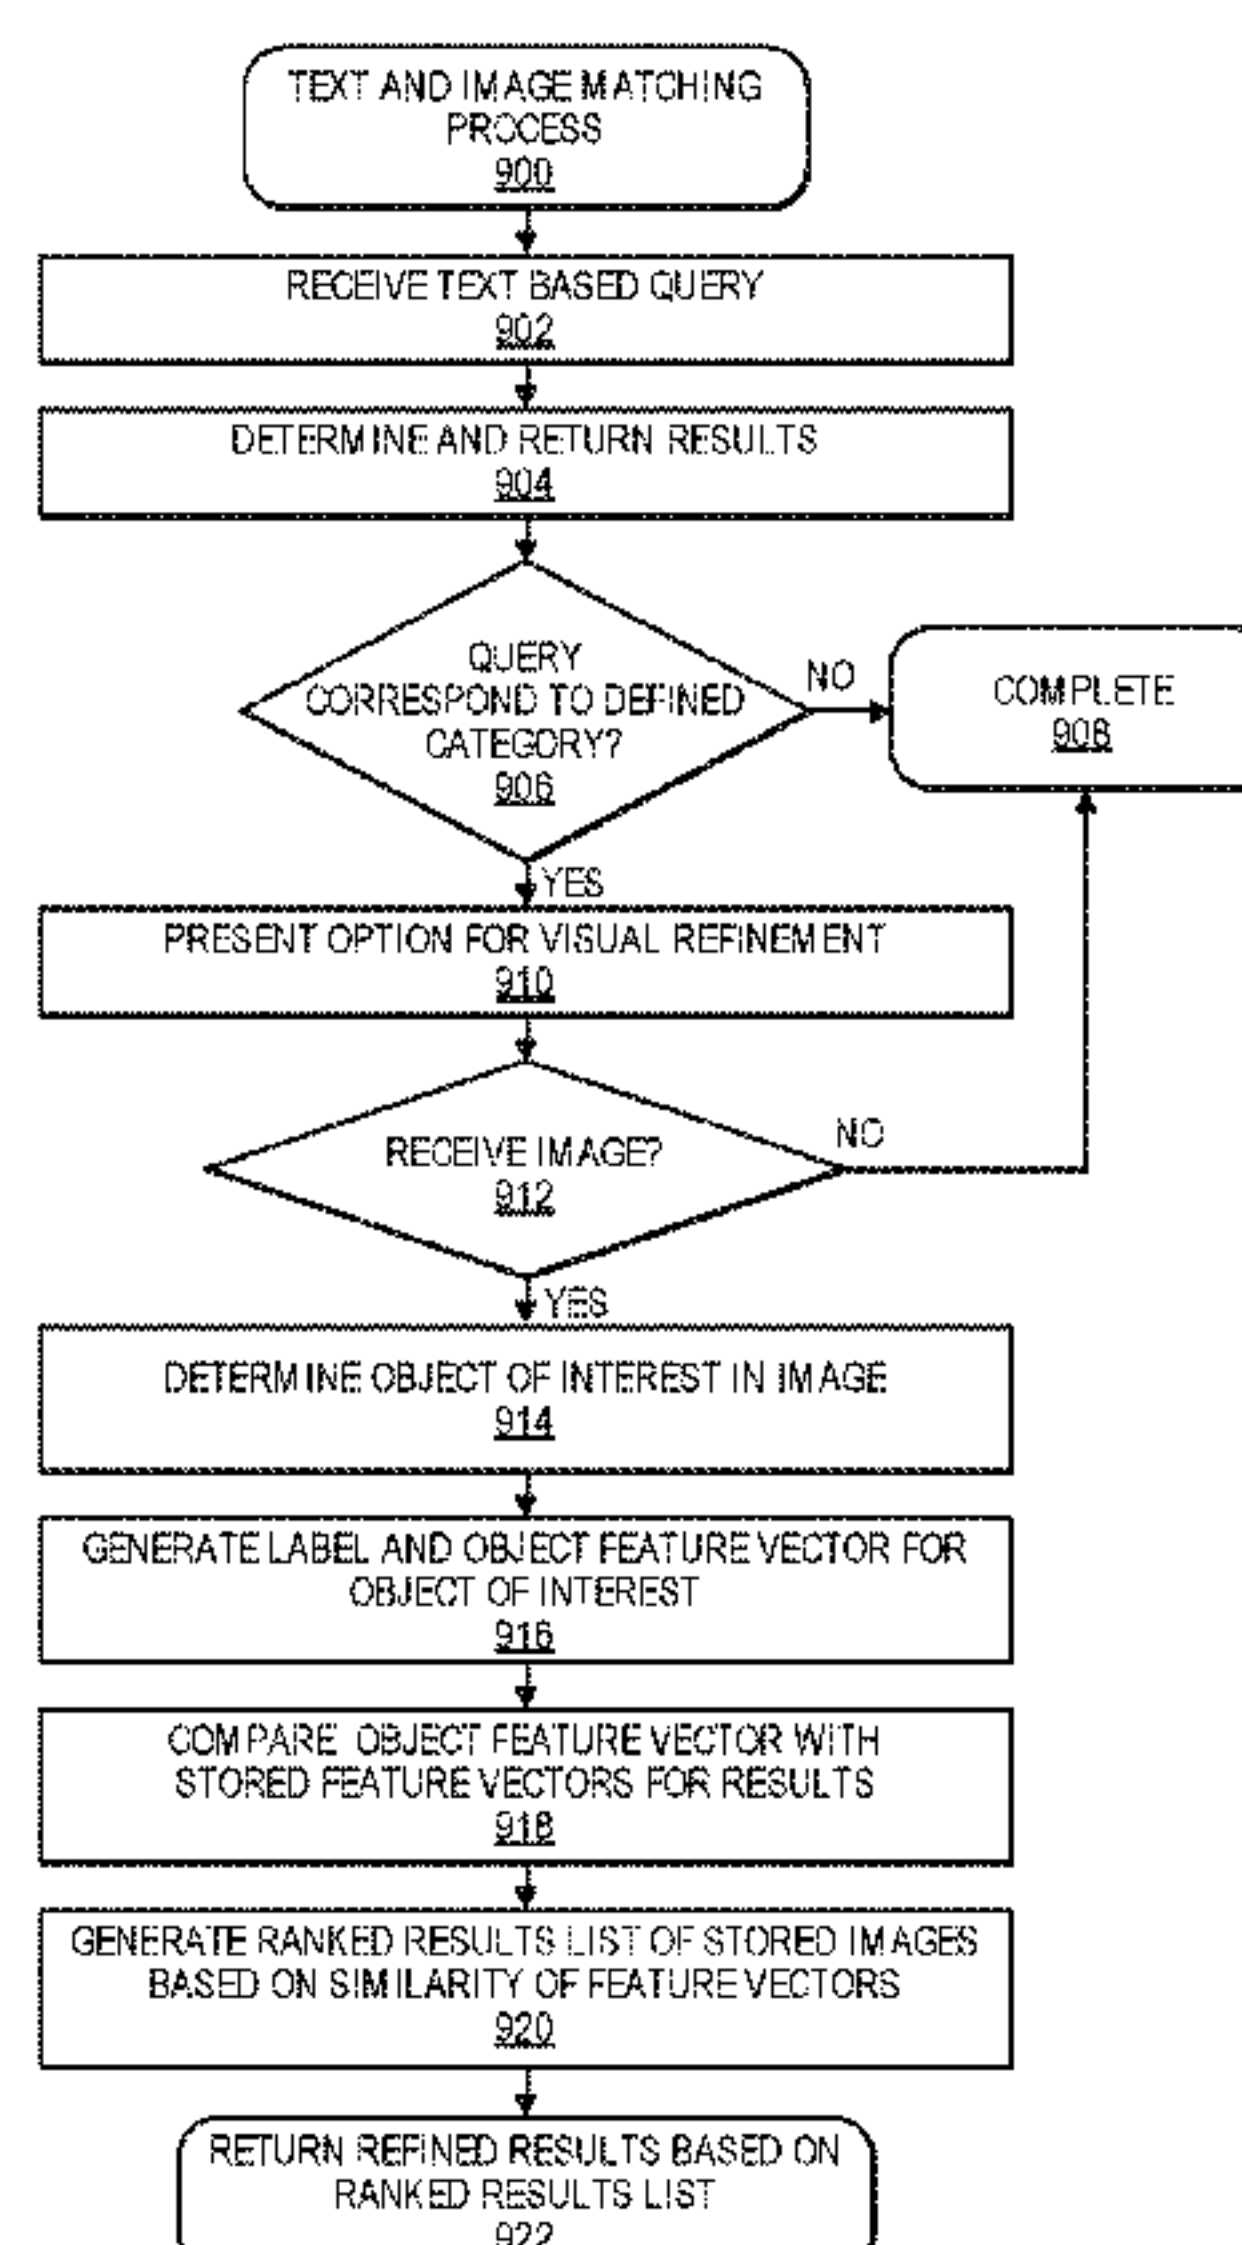 TEXT AND IMAGE MATCHING
PROCESS
900
RECEIVE TEXT BASED QUERY
902
DETERMINE AND RETURN RESULTS
904
QUERY
CORRESPOND TO DEFINED
CATEGORY?
906
NO
COMPLETE
908
YES
PRESENT OPTION FOR VISUAL REFINEMENT
910
RECEIVE IMAGE?
912
NO
YES
DETERMINE OBJECT OF INTEREST IN IMAGE
914
GENERATE LABEL AND OBJECT FEATURE VECTOR FOR
OBJECT OF INTEREST
916
COMPARE OBJECT FEATURE VECTOR WITH
STORED FEATURE VECTORS FOR RESULTS
918
GENERATE RANKED RESULTS LIST OF STORED IMAGES
BASED ON SIMILARITY OF FEATURE VECTORS
920
RETURN REFINED RESULTS BASED ON
RANKED RESULTS LIST
922